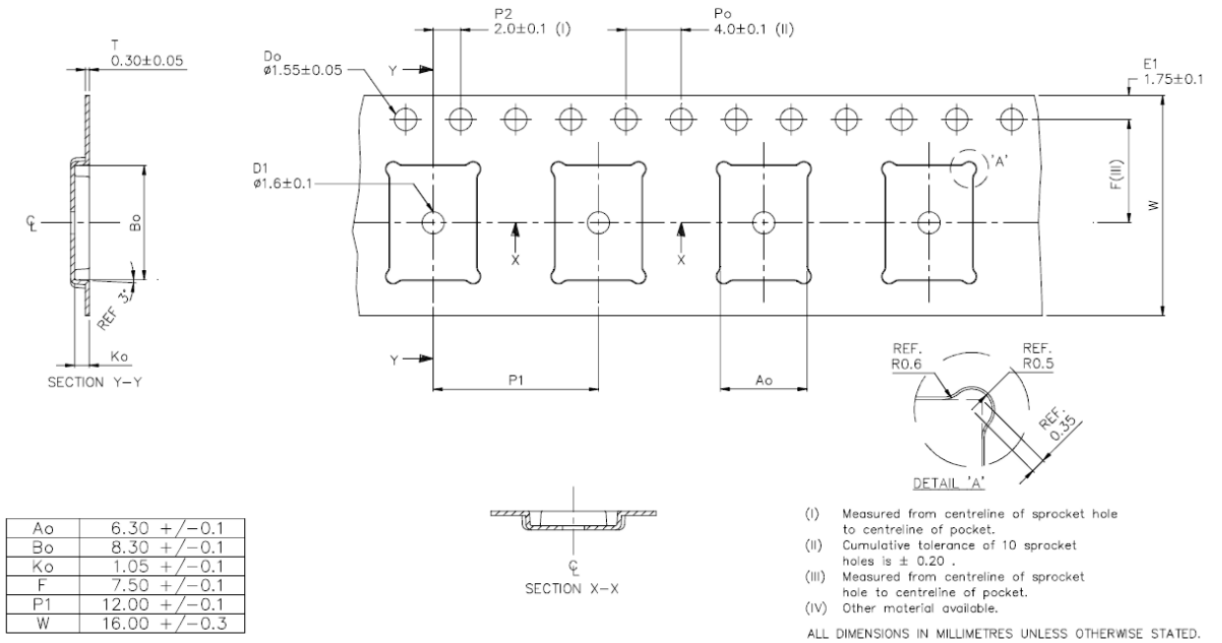 P2
2.0±0.1 (I)
Po
4.0±0.1 (II)
T
0.30±0.05
Do
ø1.55±0.05
Y
E1
1.75±0.1
D1
ø1.6±0.1
'A'
F(III)
W
℄
Bo
X
X
REF 3°
Ko
SECTION Y-Y
Y
P1
Ao
REF.
R0.6
REF.
R0.5
REF.
0.35
DETAIL 'A'
Ao 6.30 +/-0.1
Bo 8.30 +/-0.1
Ko 1.05 +/-0.1
F 7.50 +/-0.1
P1 12.00 +/-0.1
W 16.00 +/-0.3
℄
SECTION X-X
(I) Measured from centreline of sprocket hole
to centreline of pocket.
(II) Cumulative tolerance of 10 sprocket
holes is ± 0.20 .
(III) Measured from centreline of sprocket
hole to centreline of pocket.
(IV) Other material available.
ALL DIMENSIONS IN MILLIMETRES UNLESS OTHERWISE STATED.